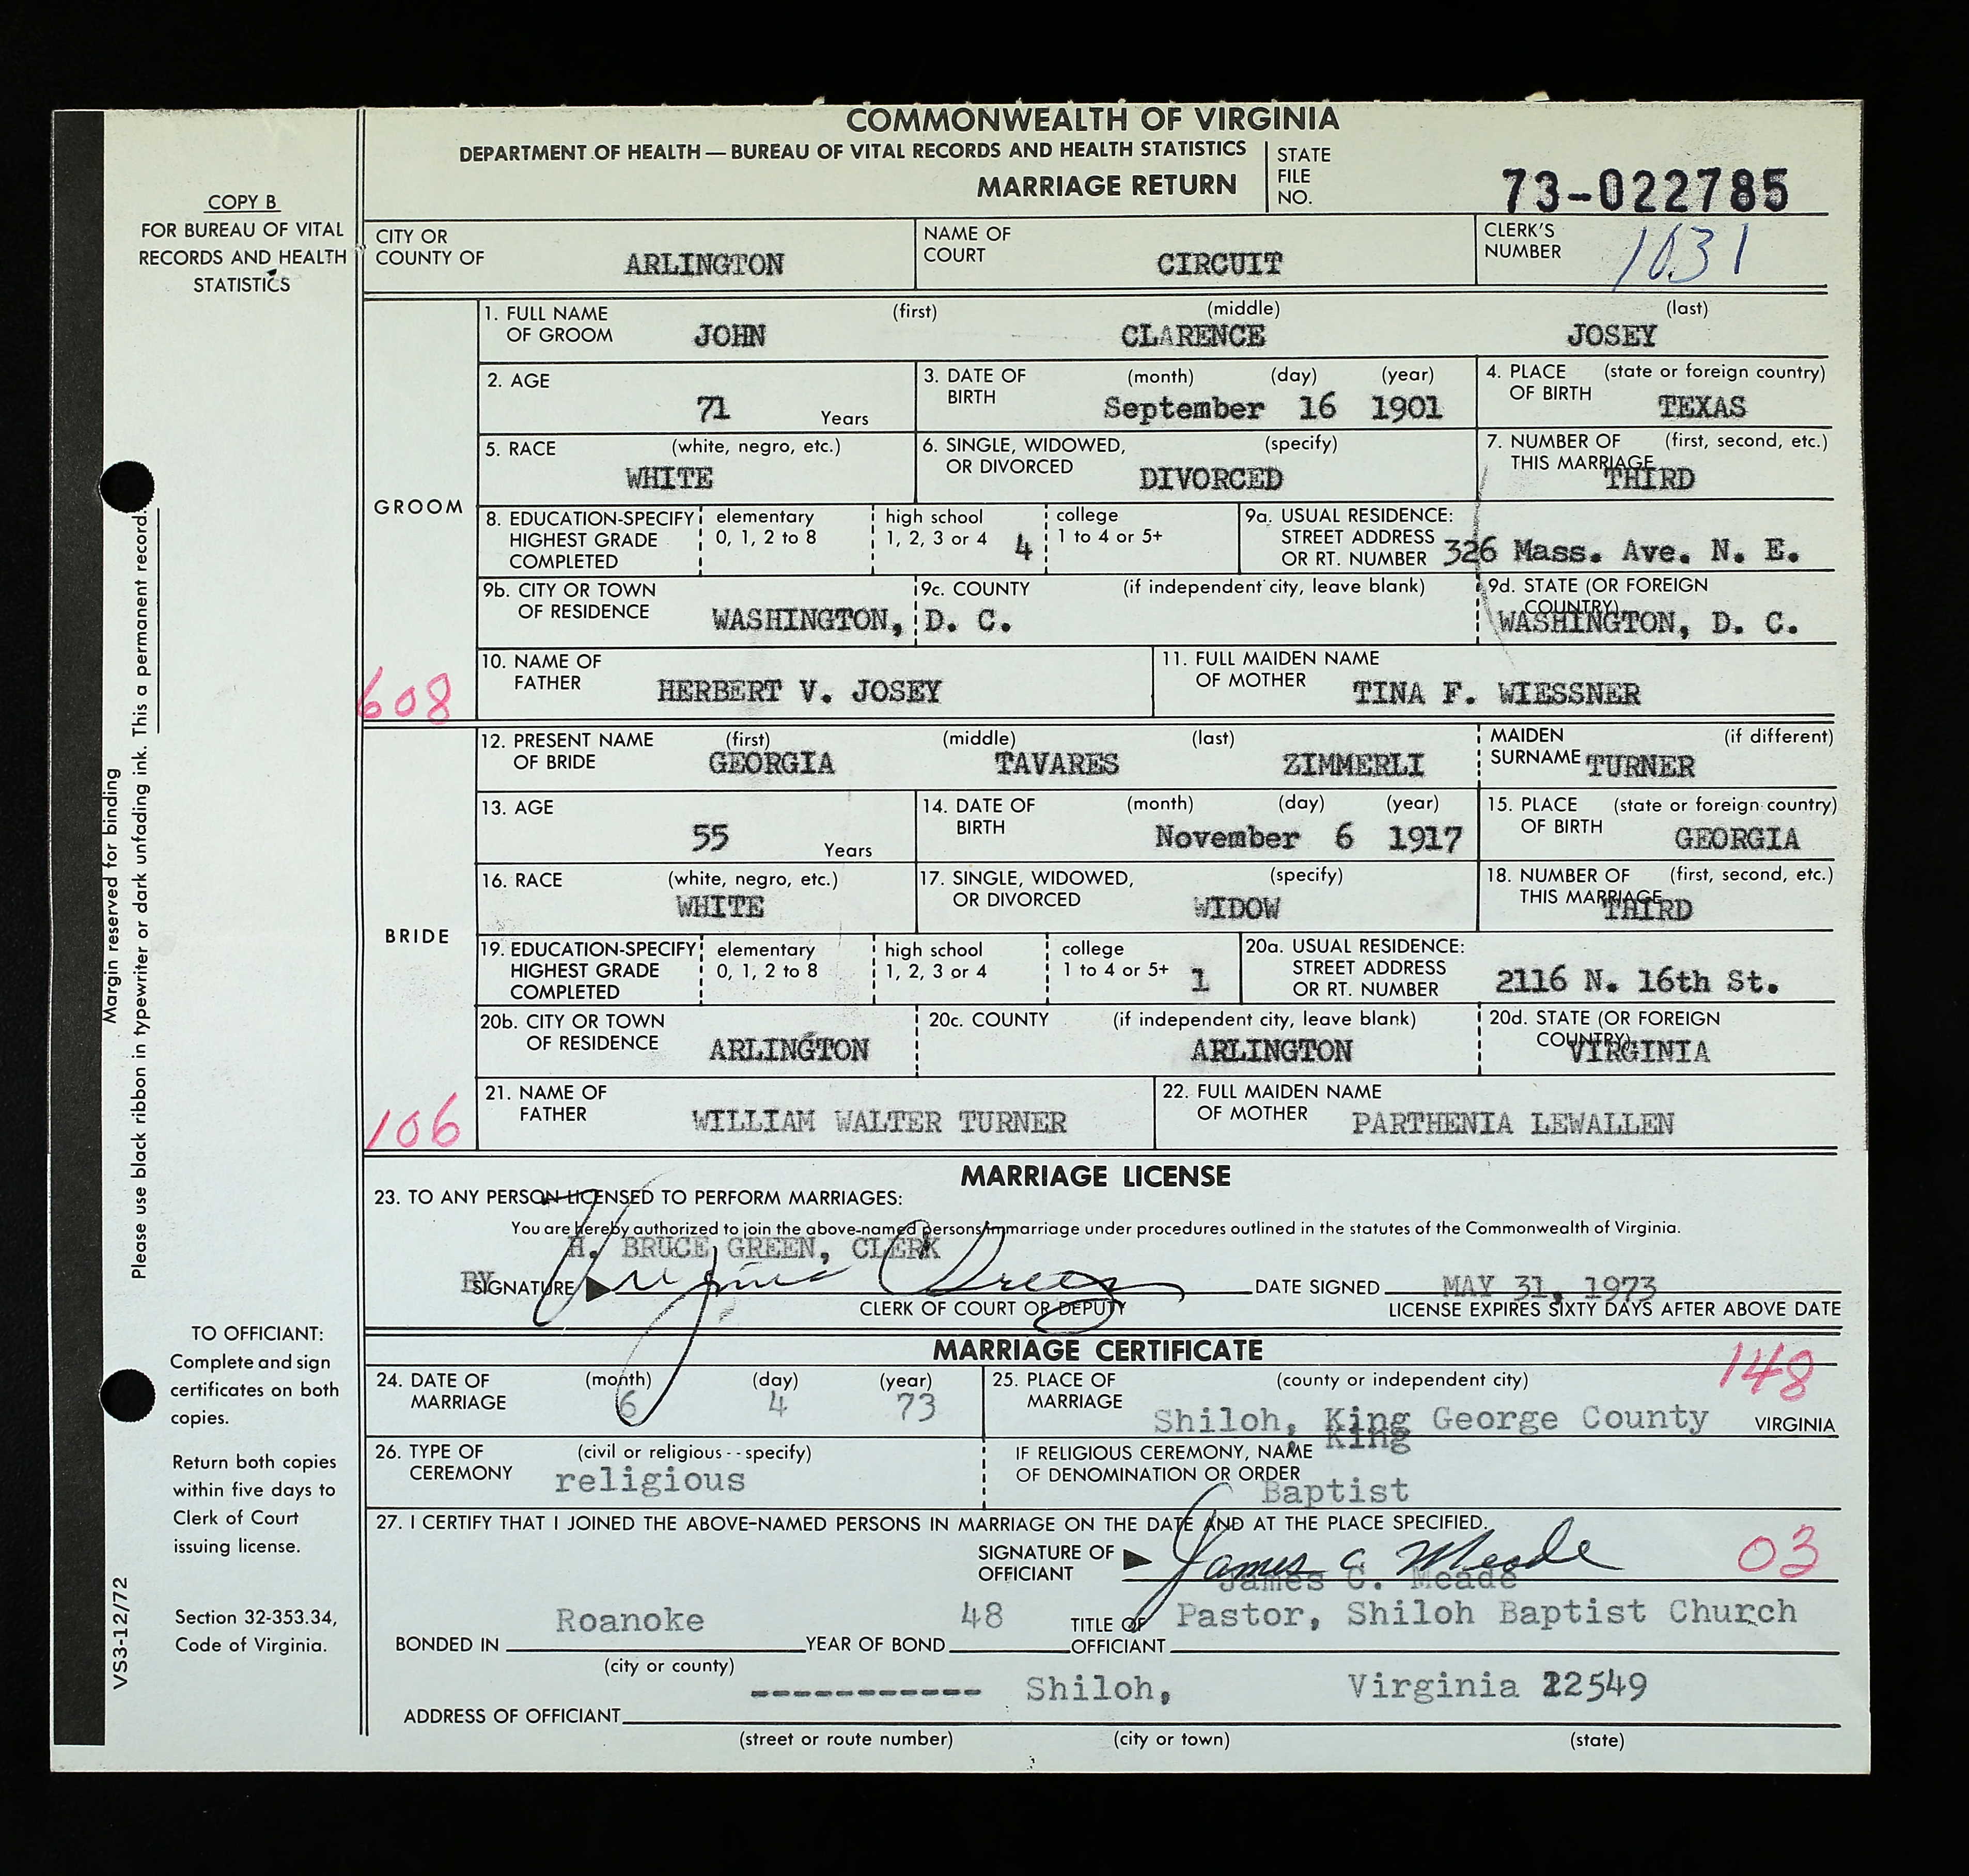 COMMONWEALTH OF VIRGINIA
DEPARTMENT OF HEALTH — BUREAU OF VITAL RECORDS AND HEALTH STATISTICS
MARRIAGE RETURN
STATE FILE NO. 73-022785
COPY B
FOR BUREAU OF VITAL
RECORDS AND HEALTH
STATISTICS
CITY OR COUNTY OF ARLINGTON
NAME OF COURT CIRCUIT
CLERK'S NUMBER 1031
GROOM
1. FULL NAME OF GROOM (first) (middle) (last)
JOHN CLARENCE JOSEY
2. AGE 71 Years
3. DATE OF BIRTH (month) (day) (year)
September 16 1901
4. PLACE OF BIRTH (state or foreign country)
TEXAS
5. RACE (white, negro, etc.)
WHITE
6. SINGLE, WIDOWED, OR DIVORCED (specify)
DIVORCED
7. NUMBER OF THIS MARRIAGE (first, second, etc.)
THIRD
8. EDUCATION-SPECIFY HIGHEST GRADE COMPLETED
elementary 0, 1, 2 to 8
high school 1, 2, 3 or 4 4
college 1 to 4 or 5+
9a. USUAL RESIDENCE: STREET ADDRESS OR RT. NUMBER 326 Mass. Ave. N. E.
9b. CITY OR TOWN OF RESIDENCE WASHINGTON, D. C.
9c. COUNTY (if independent city, leave blank)
9d. STATE (OR FOREIGN COUNTRY)
WASHINGTON, D. C.
10. NAME OF FATHER HERBERT V. JOSEY
11. FULL MAIDEN NAME OF MOTHER TINA F. WIESSNER
608
BRIDE
12. PRESENT NAME OF BRIDE (first) (middle) (last)
GEORGIA TAVARES ZIMMERLI
MAIDEN SURNAME (if different)
TURNER
13. AGE 55 Years
14. DATE OF BIRTH (month) (day) (year)
November 6 1917
15. PLACE OF BIRTH (state or foreign country)
GEORGIA
16. RACE (white, negro, etc.)
WHITE
17. SINGLE, WIDOWED, OR DIVORCED (specify)
WIDOW
18. NUMBER OF THIS MARRIAGE (first, second, etc.)
THIRD
19. EDUCATION-SPECIFY HIGHEST GRADE COMPLETED
elementary 0, 1, 2 to 8
high school 1, 2, 3 or 4
college 1 to 4 or 5+ 1
20a. USUAL RESIDENCE: STREET ADDRESS OR RT. NUMBER 2116 N. 16th St.
20b. CITY OR TOWN OF RESIDENCE ARLINGTON
20c. COUNTY (if independent city, leave blank)
ARLINGTON
20d. STATE (OR FOREIGN COUNTRY)
VIRGINIA
21. NAME OF FATHER WILLIAM WALTER TURNER
22. FULL MAIDEN NAME OF MOTHER PARTHENIA LEWALLEN
106
MARRIAGE LICENSE
23. TO ANY PERSON LICENSED TO PERFORM MARRIAGES:
You are hereby authorized to join the above-named persons in marriage under procedures outlined in the statutes of the Commonwealth of Virginia.
H. BRUCE GREEN, CLERK
BY SIGNATURE Virginia Green
DATE SIGNED MAY 31, 1973
CLERK OF COURT OR DEPUTY
LICENSE EXPIRES SIXTY DAYS AFTER ABOVE DATE
MARRIAGE CERTIFICATE
148
24. DATE OF MARRIAGE (month) (day) (year)
6 4 73
25. PLACE OF MARRIAGE (county or independent city)
Shiloh, King George County VIRGINIA
King
26. TYPE OF CEREMONY (civil or religious -- specify)
religious
IF RELIGIOUS CEREMONY, NAME OF DENOMINATION OR ORDER
Baptist
27. I CERTIFY THAT I JOINED THE ABOVE-NAMED PERSONS IN MARRIAGE ON THE DATE AND AT THE PLACE SPECIFIED.
SIGNATURE OF OFFICIANT James C Meade
James C. Meade
03
BONDED IN Roanoke
(city or county)
YEAR OF BOND 48
TITLE OF OFFICIANT Pastor, Shiloh Baptist Church
ADDRESS OF OFFICIANT ----------- Shiloh, Virginia 22549
(street or route number) (city or town) (state)
Margin reserved for binding
Please use black ribbon in typewriter or dark unfading ink. This a permanent record.
TO OFFICIANT:
Complete and sign
certificates on both
copies.
Return both copies
within five days to
Clerk of Court
issuing license.
Section 32-353.34,
Code of Virginia.
VS3-12/72